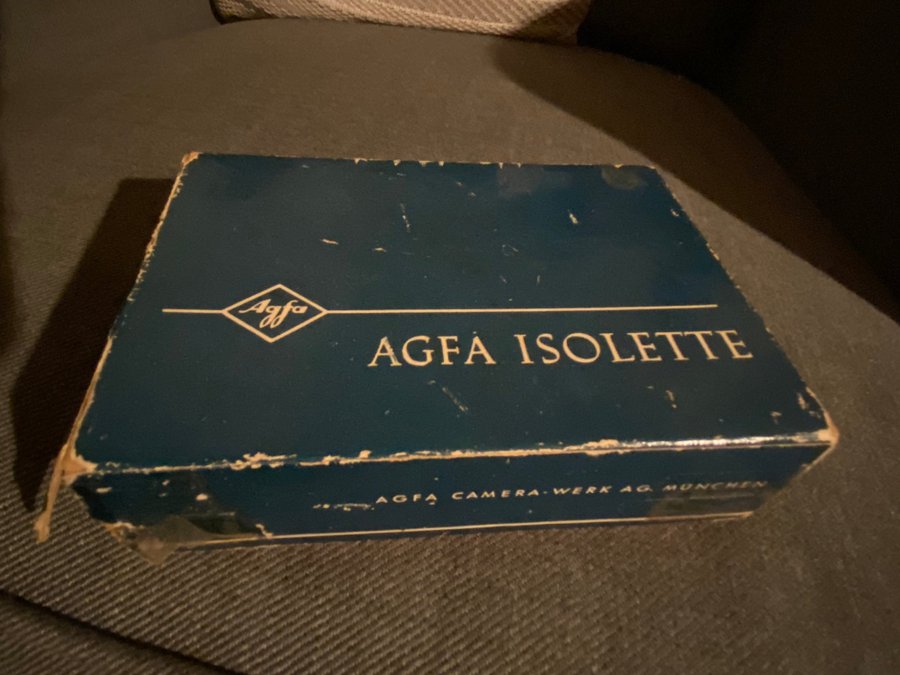 Agfa
AGFA ISOLETTE
AGFA CAMERA-WERK AG. MÜNCHEN